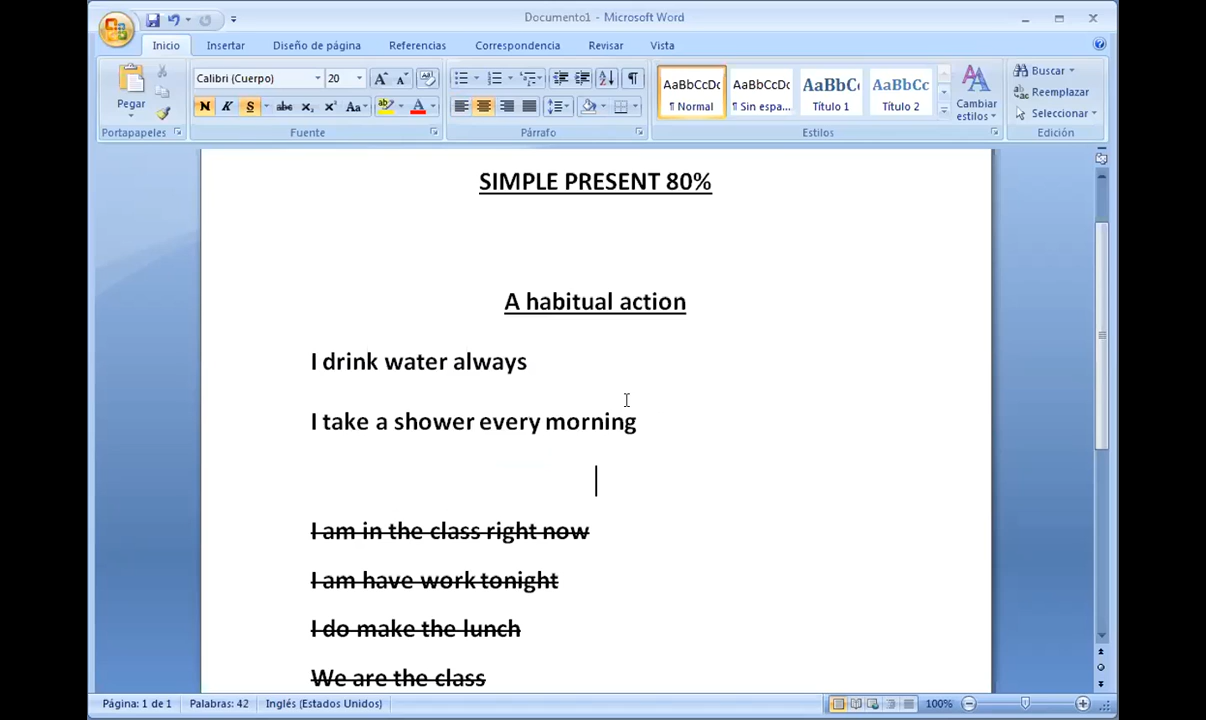 Documento1 - Microsoft Word
Inicio Insertar Diseño de página Referencias Correspondencia Revisar Vista
Calibri (Cuerpo) 20 AaBbCcDc AaBbCcDc AaBbC AaBbCc Buscar
Pegar N K S abc Aa A ¶ Normal ¶ Sin espa... Título 1 Título 2 Cambiar estilos Reemplazar
Seleccionar
Portapapeles Fuente Párrafo Estilos Edición
SIMPLE PRESENT 80%
A habitual action
I drink water always
I take a shower every morning
I am in the class right now
I am have work tonight
I do make the lunch
We are the class
Página: 1 de 1 Palabras: 42 Inglés (Estados Unidos) 100%